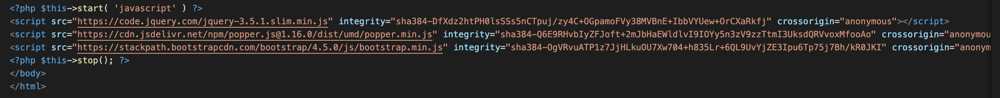 <?php $this->start( 'javascript' ) ?>
<script src="https://code.jquery.com/jquery-3.5.1.slim.min.js" integrity="sha384-DfXdz2htPH0lsSSs5nCTpuj/zy4C+OGpamoFVy38MVBnE+IbbVYUew+OrCXaRkfj" crossorigin="anonymous"></script>
<script src="https://cdn.jsdelivr.net/npm/popper.js@1.16.0/dist/umd/popper.min.js" integrity="sha384-Q6E9RHvbIyZFJoft+2mJbHaEWldlvI9IOYy5n3zV9zzTtmI3UksdQRVvoxMfooAo" crossorigin="anonymou
<script src="https://stackpath.bootstrapcdn.com/bootstrap/4.5.0/js/bootstrap.min.js" integrity="sha384-OgVRvuATP1z7JjHLkuOU7Xw704+h835Lr+6QL9UvYjZE3Ipu6Tp75j7Bh/kR0JKI" crossorigin="anonym
<?php $this->stop(); ?>
</body>
</html>